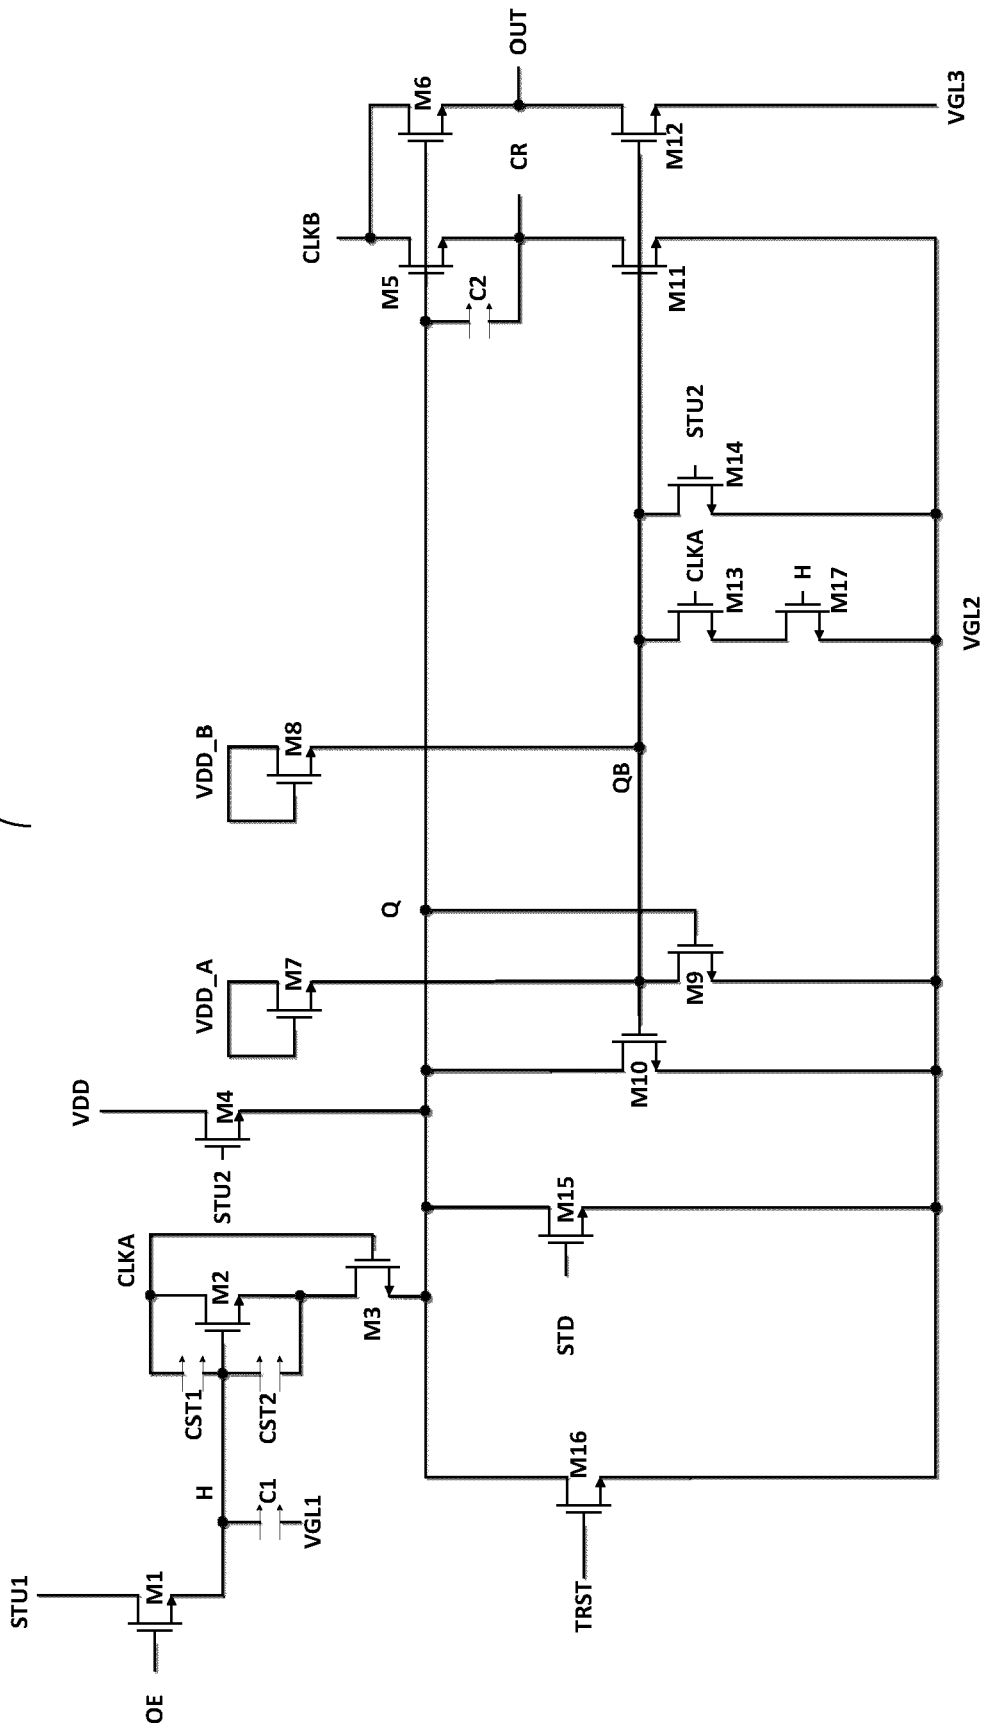 STU1
OE
M1
H
C1
VGL1
CST1
CST2
CLKA
M2
M3
STU2
VDD
M4
TRST
M16
STD
M15
VDD_A
M7
Q
M10
M9
VDD_B
M8
QB
CLKA
M13
H
M17
STU2
M14
VGL2
CLKB
M5
M6
C2
CR
OUT
M11
M12
VGL3